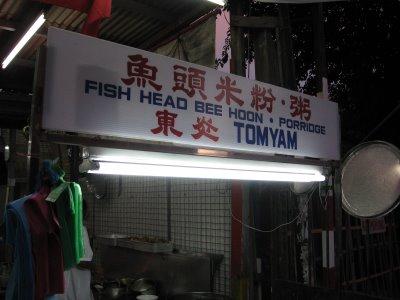 魚頭米粉·粥
FISH HEAD BEE HOON · PORRIDGE
東炎 TOMYAM